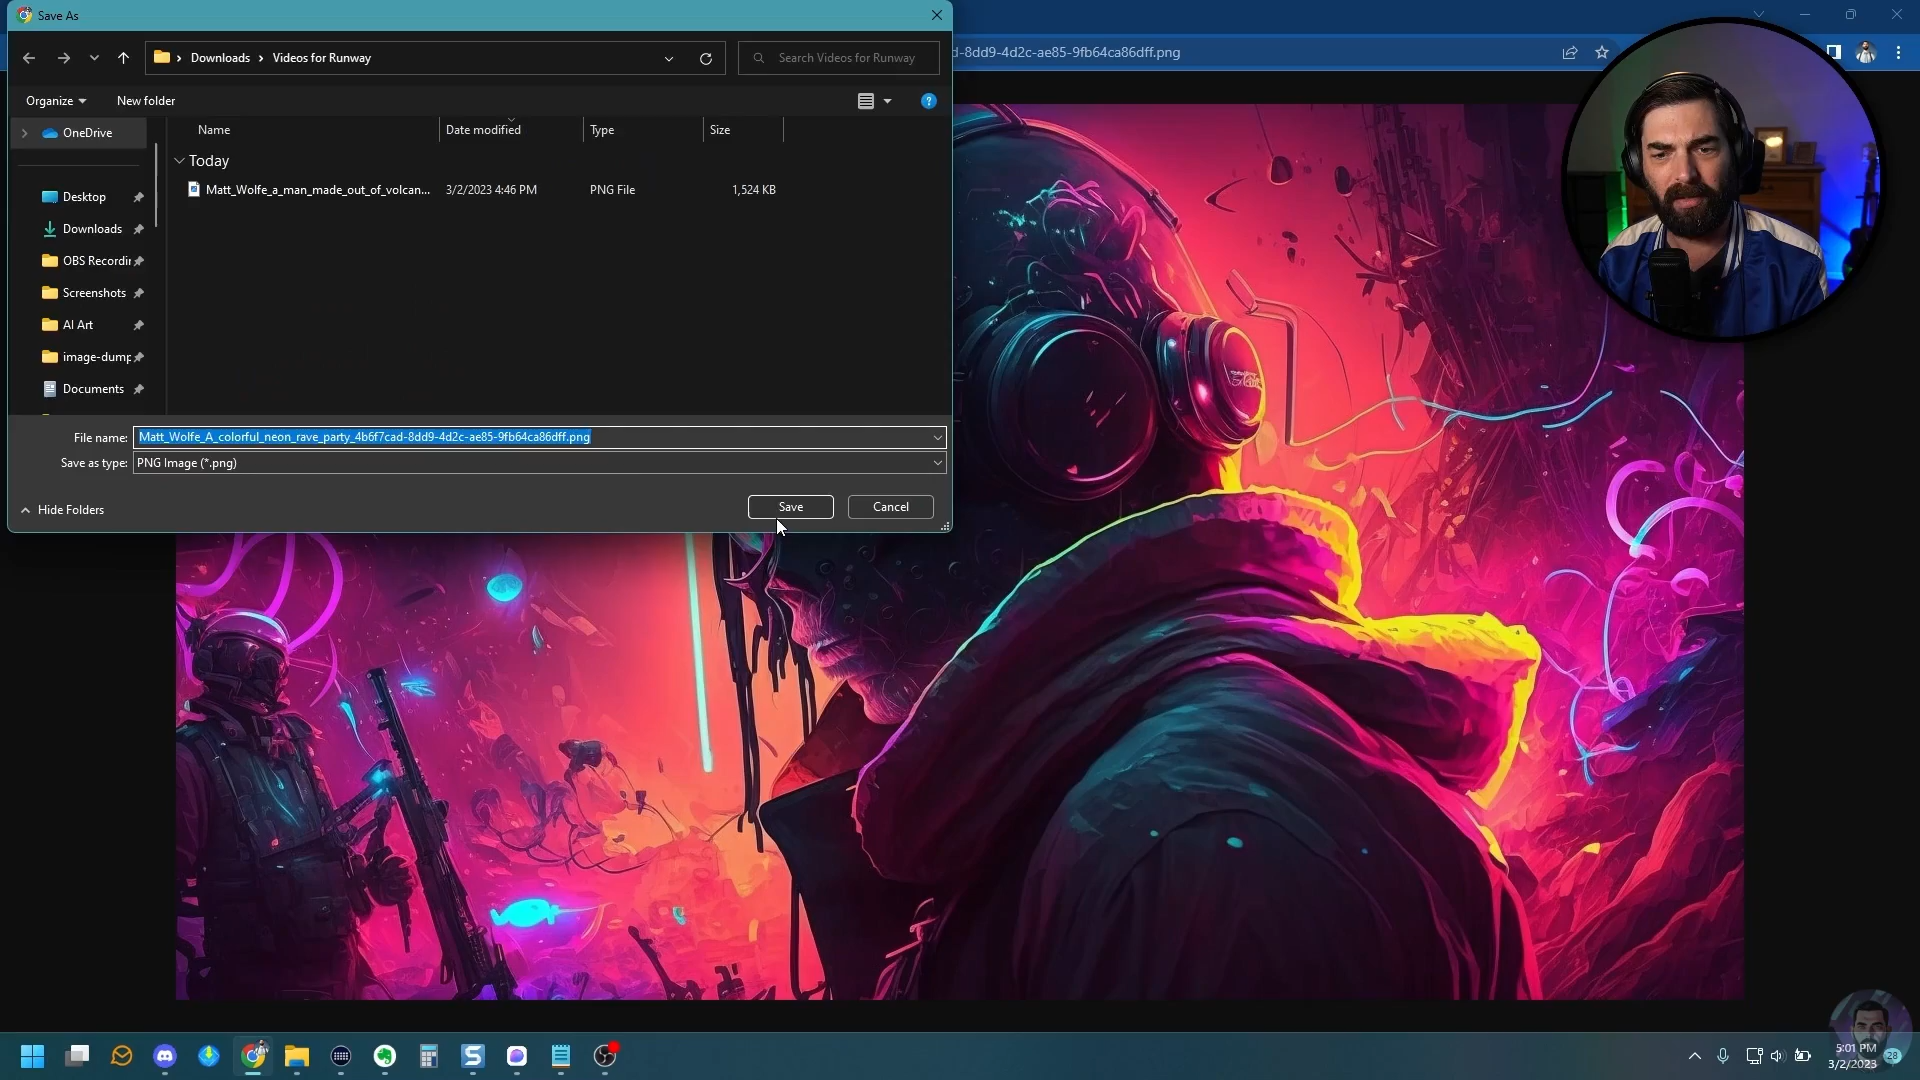 Save As
Downloads > Videos for Runway
Search Videos for Runway
d-8dd9-4d2c-ae85-9fb64ca86dff.png
Organize
New folder
?
OneDrive
Name
Date modified
Type
Size
Today
Matt_Wolfe_a_man_made_out_of_volcan...
3/2/2023 4:46 PM
PNG File
1,524 KB
Desktop
Downloads
OBS Recordin
Screenshots
AI Art
image-dump
Documents
File name:
Matt_Wolfe_A_colorful_neon_rave_party_4b6f7cad-8dd9-4d2c-ae85-9fb64ca86dff.png
Save as type:
PNG Image (*.png)
Hide Folders
Save
Cancel
5:01 PM
3/2/2023
28